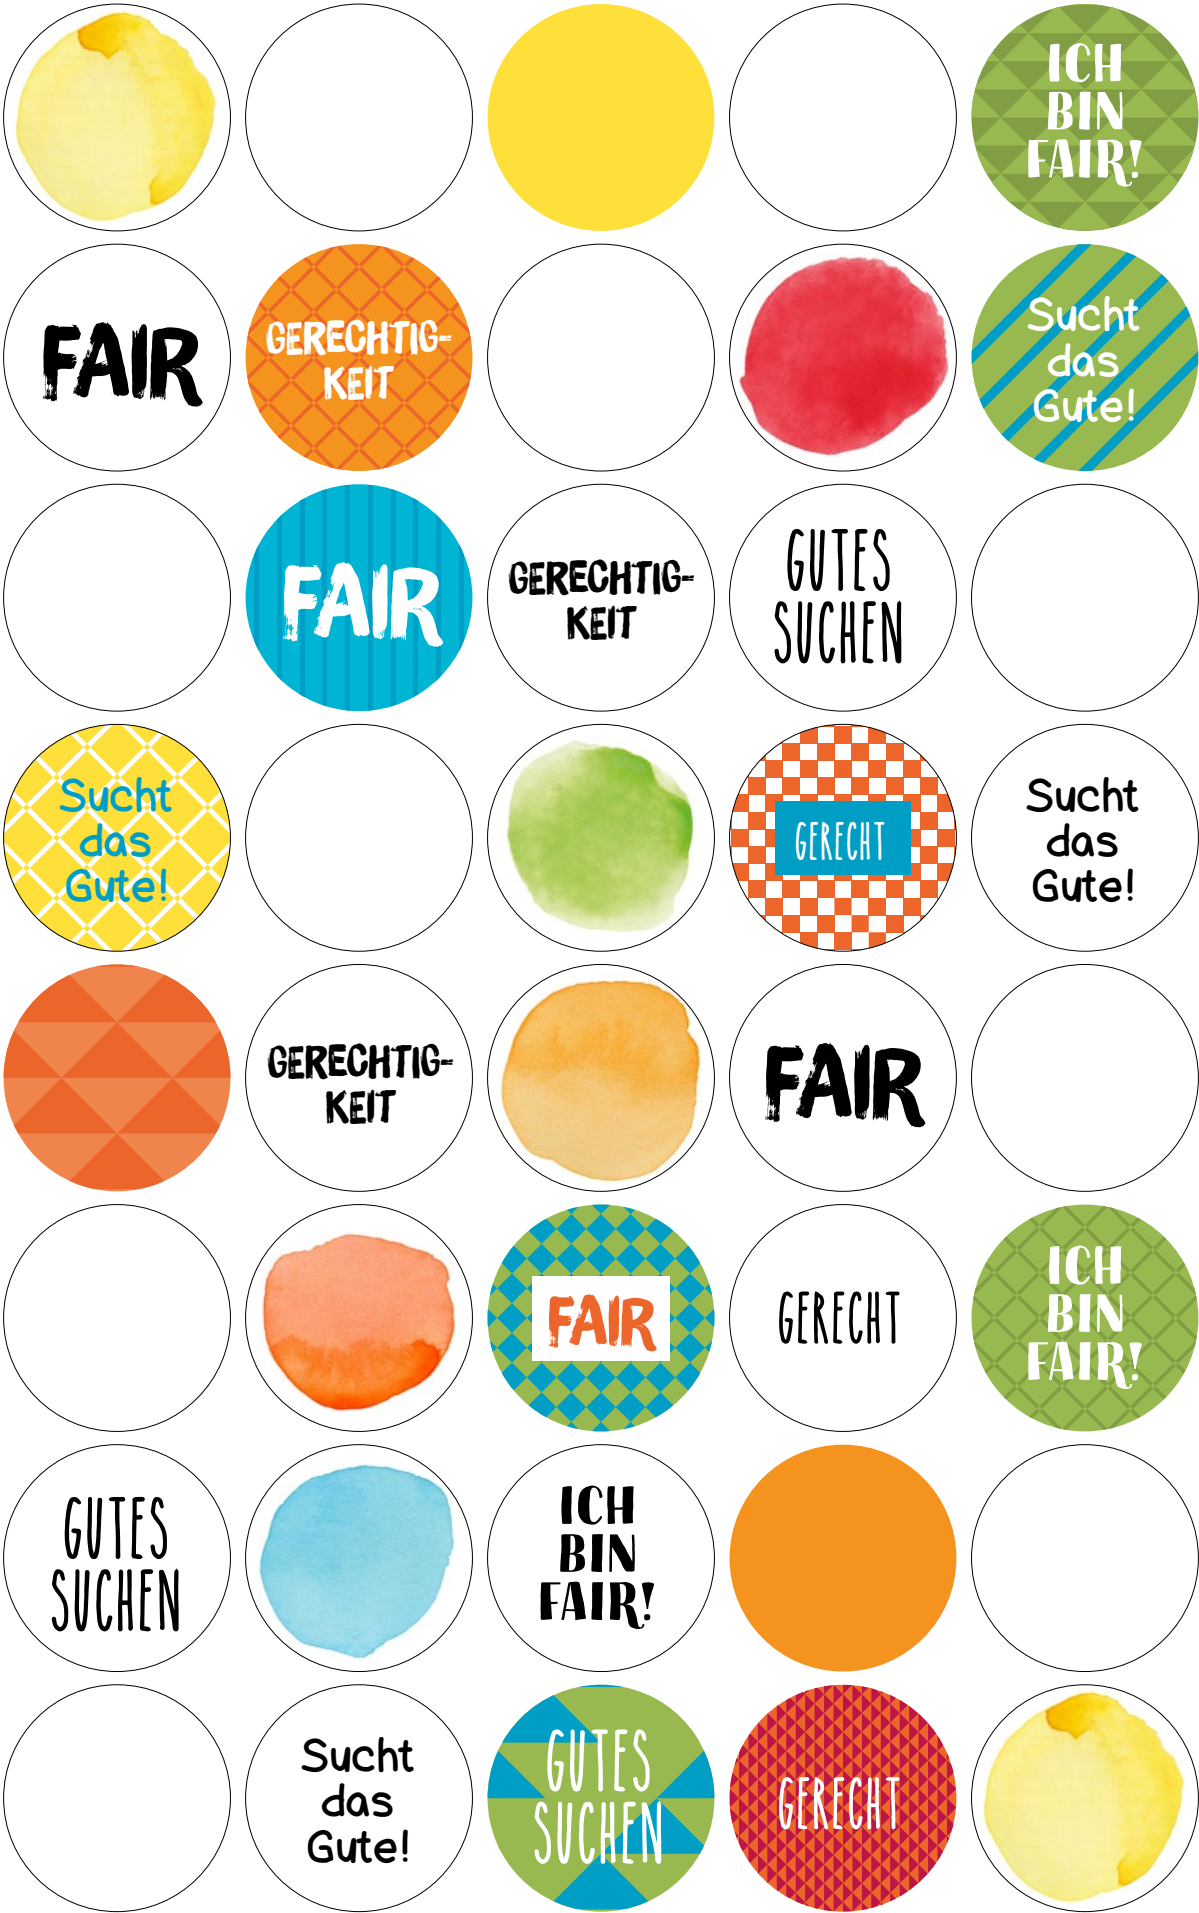 ICH
BIN
FAIR!
FAIR
GERECHTIG-
KEIT
Sucht
das
Gute!
FAIR
GERECHTIG-
KEIT
GUTES
SUCHEN
Sucht
das
Gute!
GERECHT
Sucht
das
Gute!
GERECHTIG-
KEIT
FAIR
FAIR
GERECHT
ICH
BIN
FAIR!
GUTES
SUCHEN
ICH
BIN
FAIR!
Sucht
das
Gute!
GUTES
SUCHEN
GERECHT